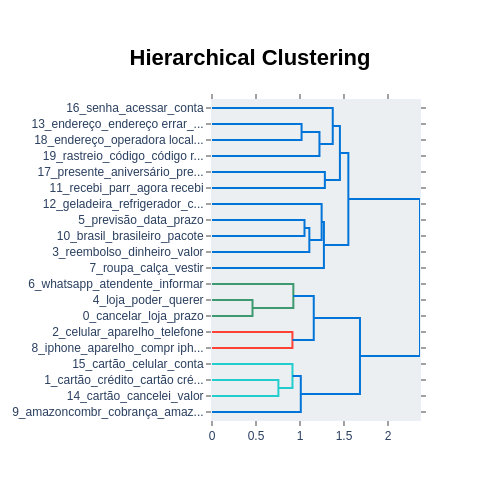 Hierarchical Clustering
16_senha_acessar_conta
13_endereço_endereço errar_...
18_endereço_operadora local...
19_rastreio_código_código r...
17_presente_aniversário_pre...
11_recebi_parr_agora recebi
12_geladeira_refrigerador_c...
5_previsão_data_prazo
10_brasil_brasileiro_pacote
3_reembolso_dinheiro_valor
7_roupa_calça_vestir
6_whatsapp_atendente_informar
4_loja_poder_querer
0_cancelar_loja_prazo
2_celular_aparelho_telefone
8_iphone_aparelho_compr iph...
15_cartão_celular_conta
1_cartão_crédito_cartão cré...
14_cartão_cancelei_valor
9_amazoncombr_cobrança_amaz...
0 0.5 1 1.5 2